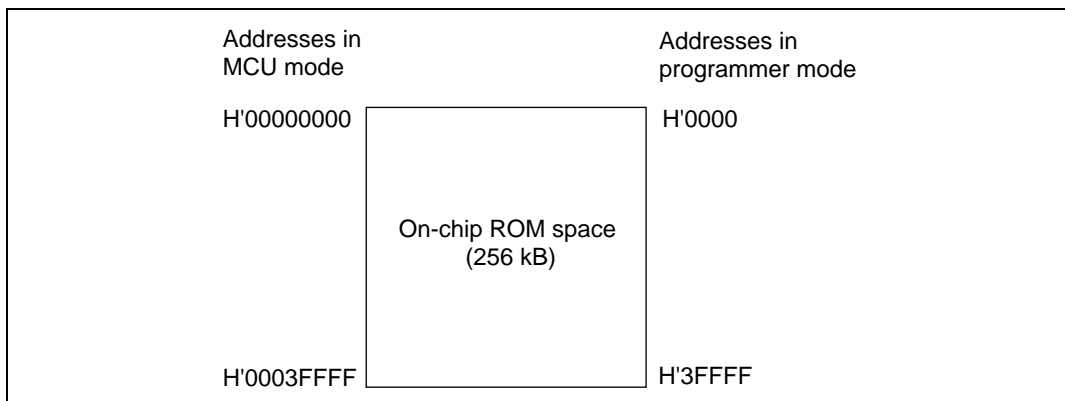 Addresses in
MCU mode
Addresses in
programmer mode
H'00000000
H'0000
On-chip ROM space
(256 kB)
H'0003FFFF
H'3FFFF